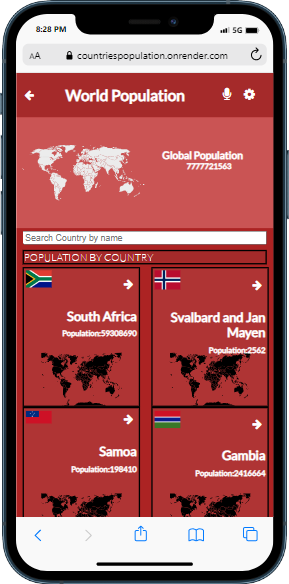 8:28 PM
5G
AA
countriespopulation.onrender.com
World Population
Global Population
7777721563
Search Country by name
POPULATION BY COUNTRY
South Africa
Population:59308690
Svalbard and Jan
Mayen
Population:2562
Samoa
Population:198410
Gambia
Population:2416664